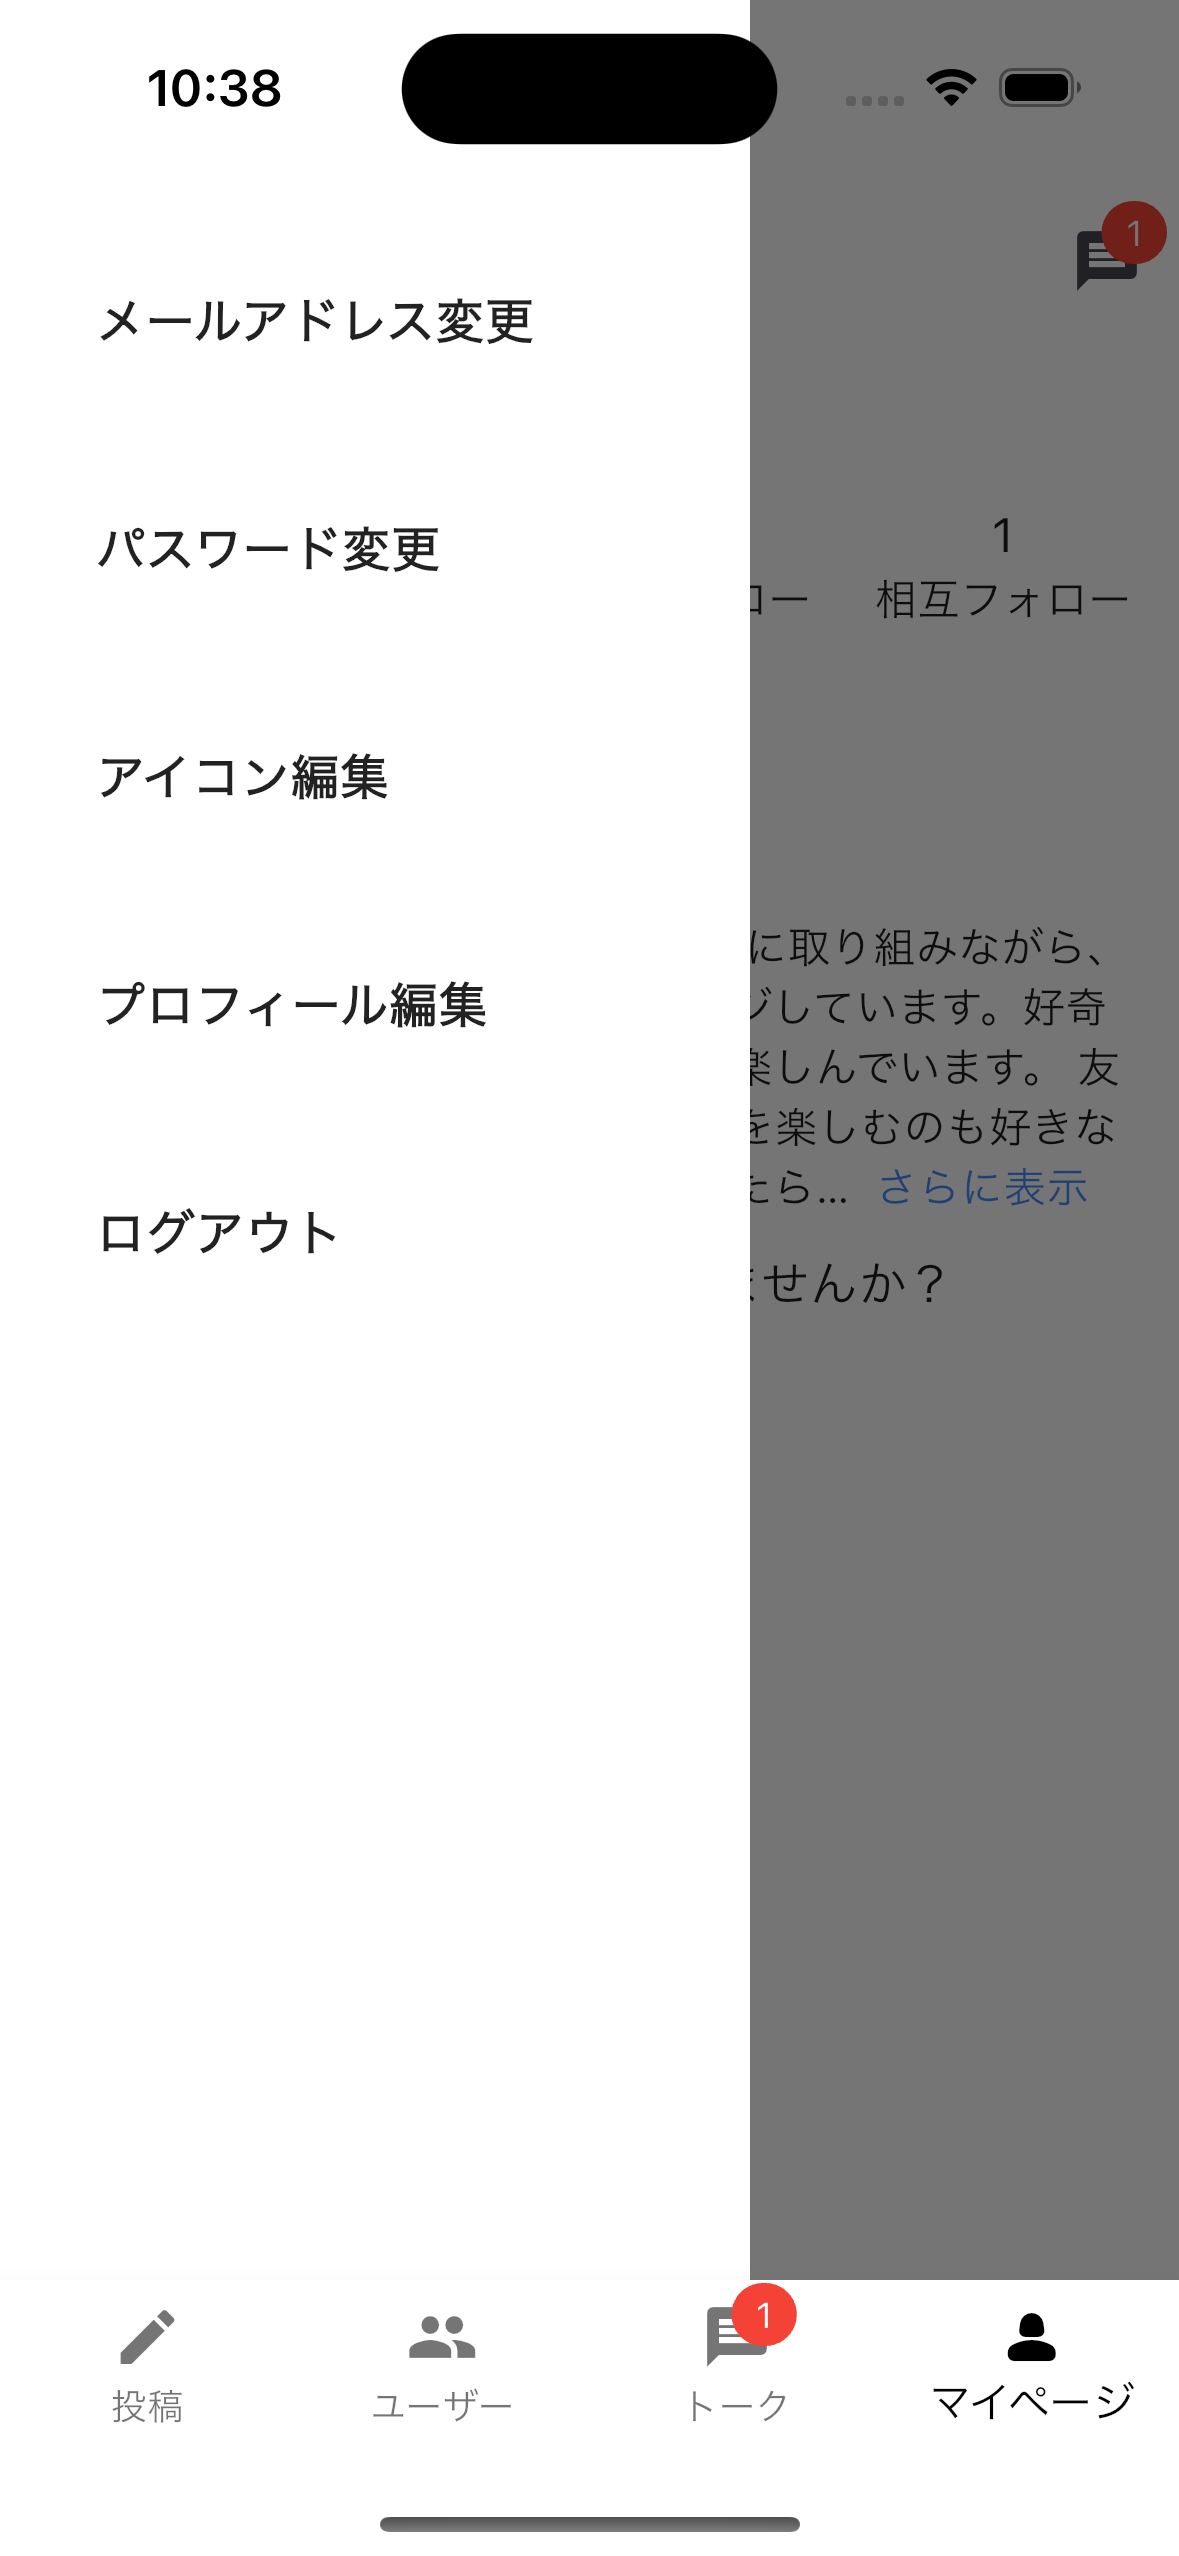 10:38
1
メールアドレス変更
パスワード変更
アイコン編集
プロフィール編集
ログアウト
1
ロー 相互フォロー
に取り組みながら、
ジしています。好奇
楽しんでいます。 友
を楽しむのも好きな
たら... さらに表示
ませんか？
1
投稿
ユーザー
トーク
マイページ